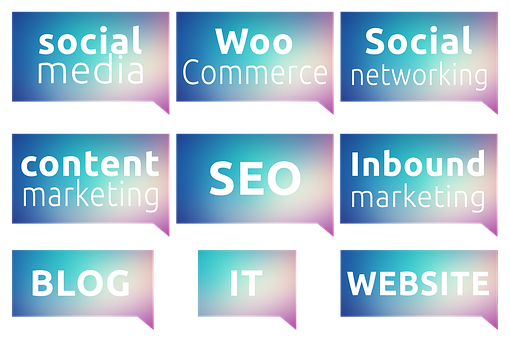 social
media
Woo
Commerce
Social
networking
content
marketing
SEO
Inbound
marketing
BLOG
IT
WEBSITE